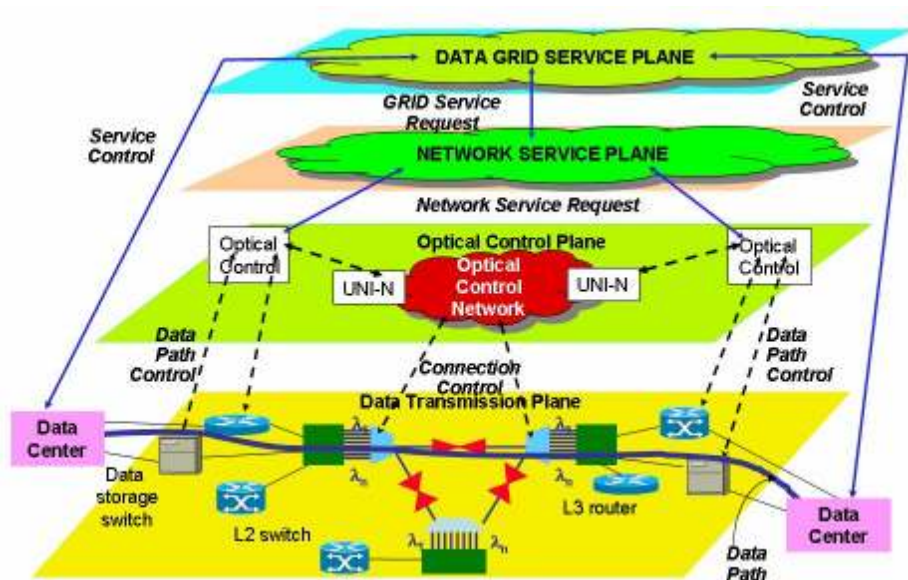 DATA GRID SERVICE PLANE
GRID Service
Request
Service
Control
Service
Control
NETWORK SERVICE PLANE
Network Service Request
Optical
Control
Optical Control Plane
Optical
Control
UNI-N
Optical
Control
Network
UNI-N
Data
Path
Control
Connection
Control
Data
Path
Control
Data Transmission Plane
Data
Center
λ1
λn
λ1
λn
Data
storage
switch
L2 switch
L3 router
λn
Data
Center
Data
Path